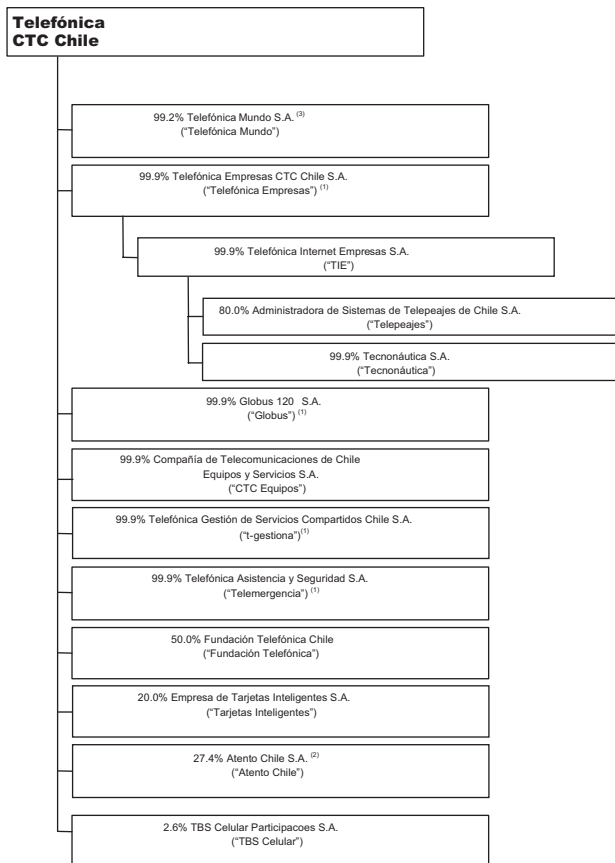 Telefónica
CTC Chile
99.2% Telefónica Mundo S.A. (3)
(“Telefónica Mundo”)
99.9% Telefónica Empresas CTC Chile S.A.
(“Telefónica Empresas”) (1)
99.9% Telefónica Internet Empresas S.A.
(“TIE”)
80.0% Administradora de Sistemas de Telepeajes de Chile S.A.
(“Telepeajes”)
99.9% Tecnonáutica S.A.
(“Tecnonáutica”)
99.9% Globus 120 S.A.
(“Globus”) (1)
99.9% Compañía de Telecomunicaciones de Chile
Equipos y Servicios S.A.
(“CTC Equipos”)
99.9% Telefónica Gestión de Servicios Compartidos Chile S.A.
(“t-gestiona”)(1)
99.9% Telefónica Asistencia y Seguridad S.A.
(“Telemergencia”) (1)
50.0% Fundación Telefónica Chile
(“Fundación Telefónica”)
20.0% Empresa de Tarjetas Inteligentes S.A.
(“Tarjetas Inteligentes”)
27.4% Atento Chile S.A. (2)
(“Atento Chile”)
2.6% TBS Celular Participacoes S.A.
(“TBS Celular”)